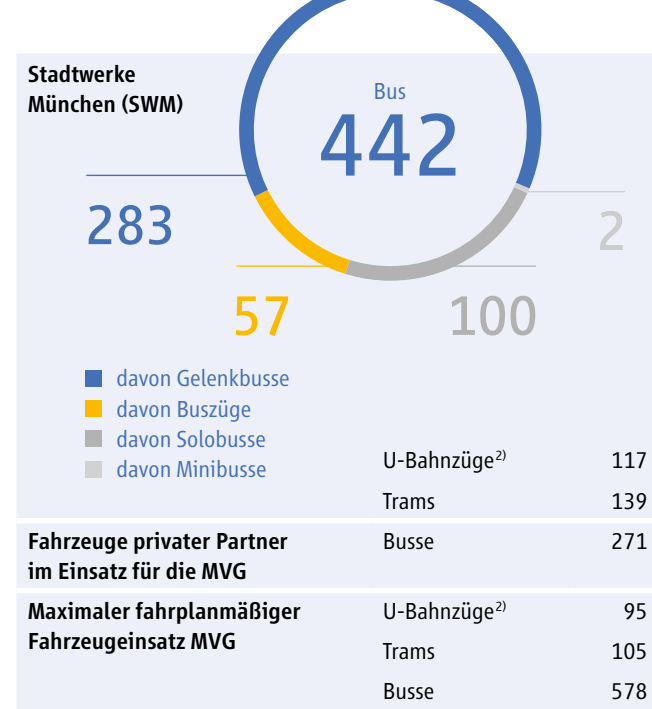 Stadtwerke
München (SWM)
Bus
442
283
2
57
100
davon Gelenkbusse
davon Buszüge
davon Solobusse
davon Minibusse
U-Bahnzüge2) 117
Trams 139
Fahrzeuge privater Partner Busse 271
im Einsatz für die MVG
Maximaler fahrplanmäßiger U-Bahnzüge2) 95
Fahrzeugeinsatz MVG
Trams 105
Busse 578